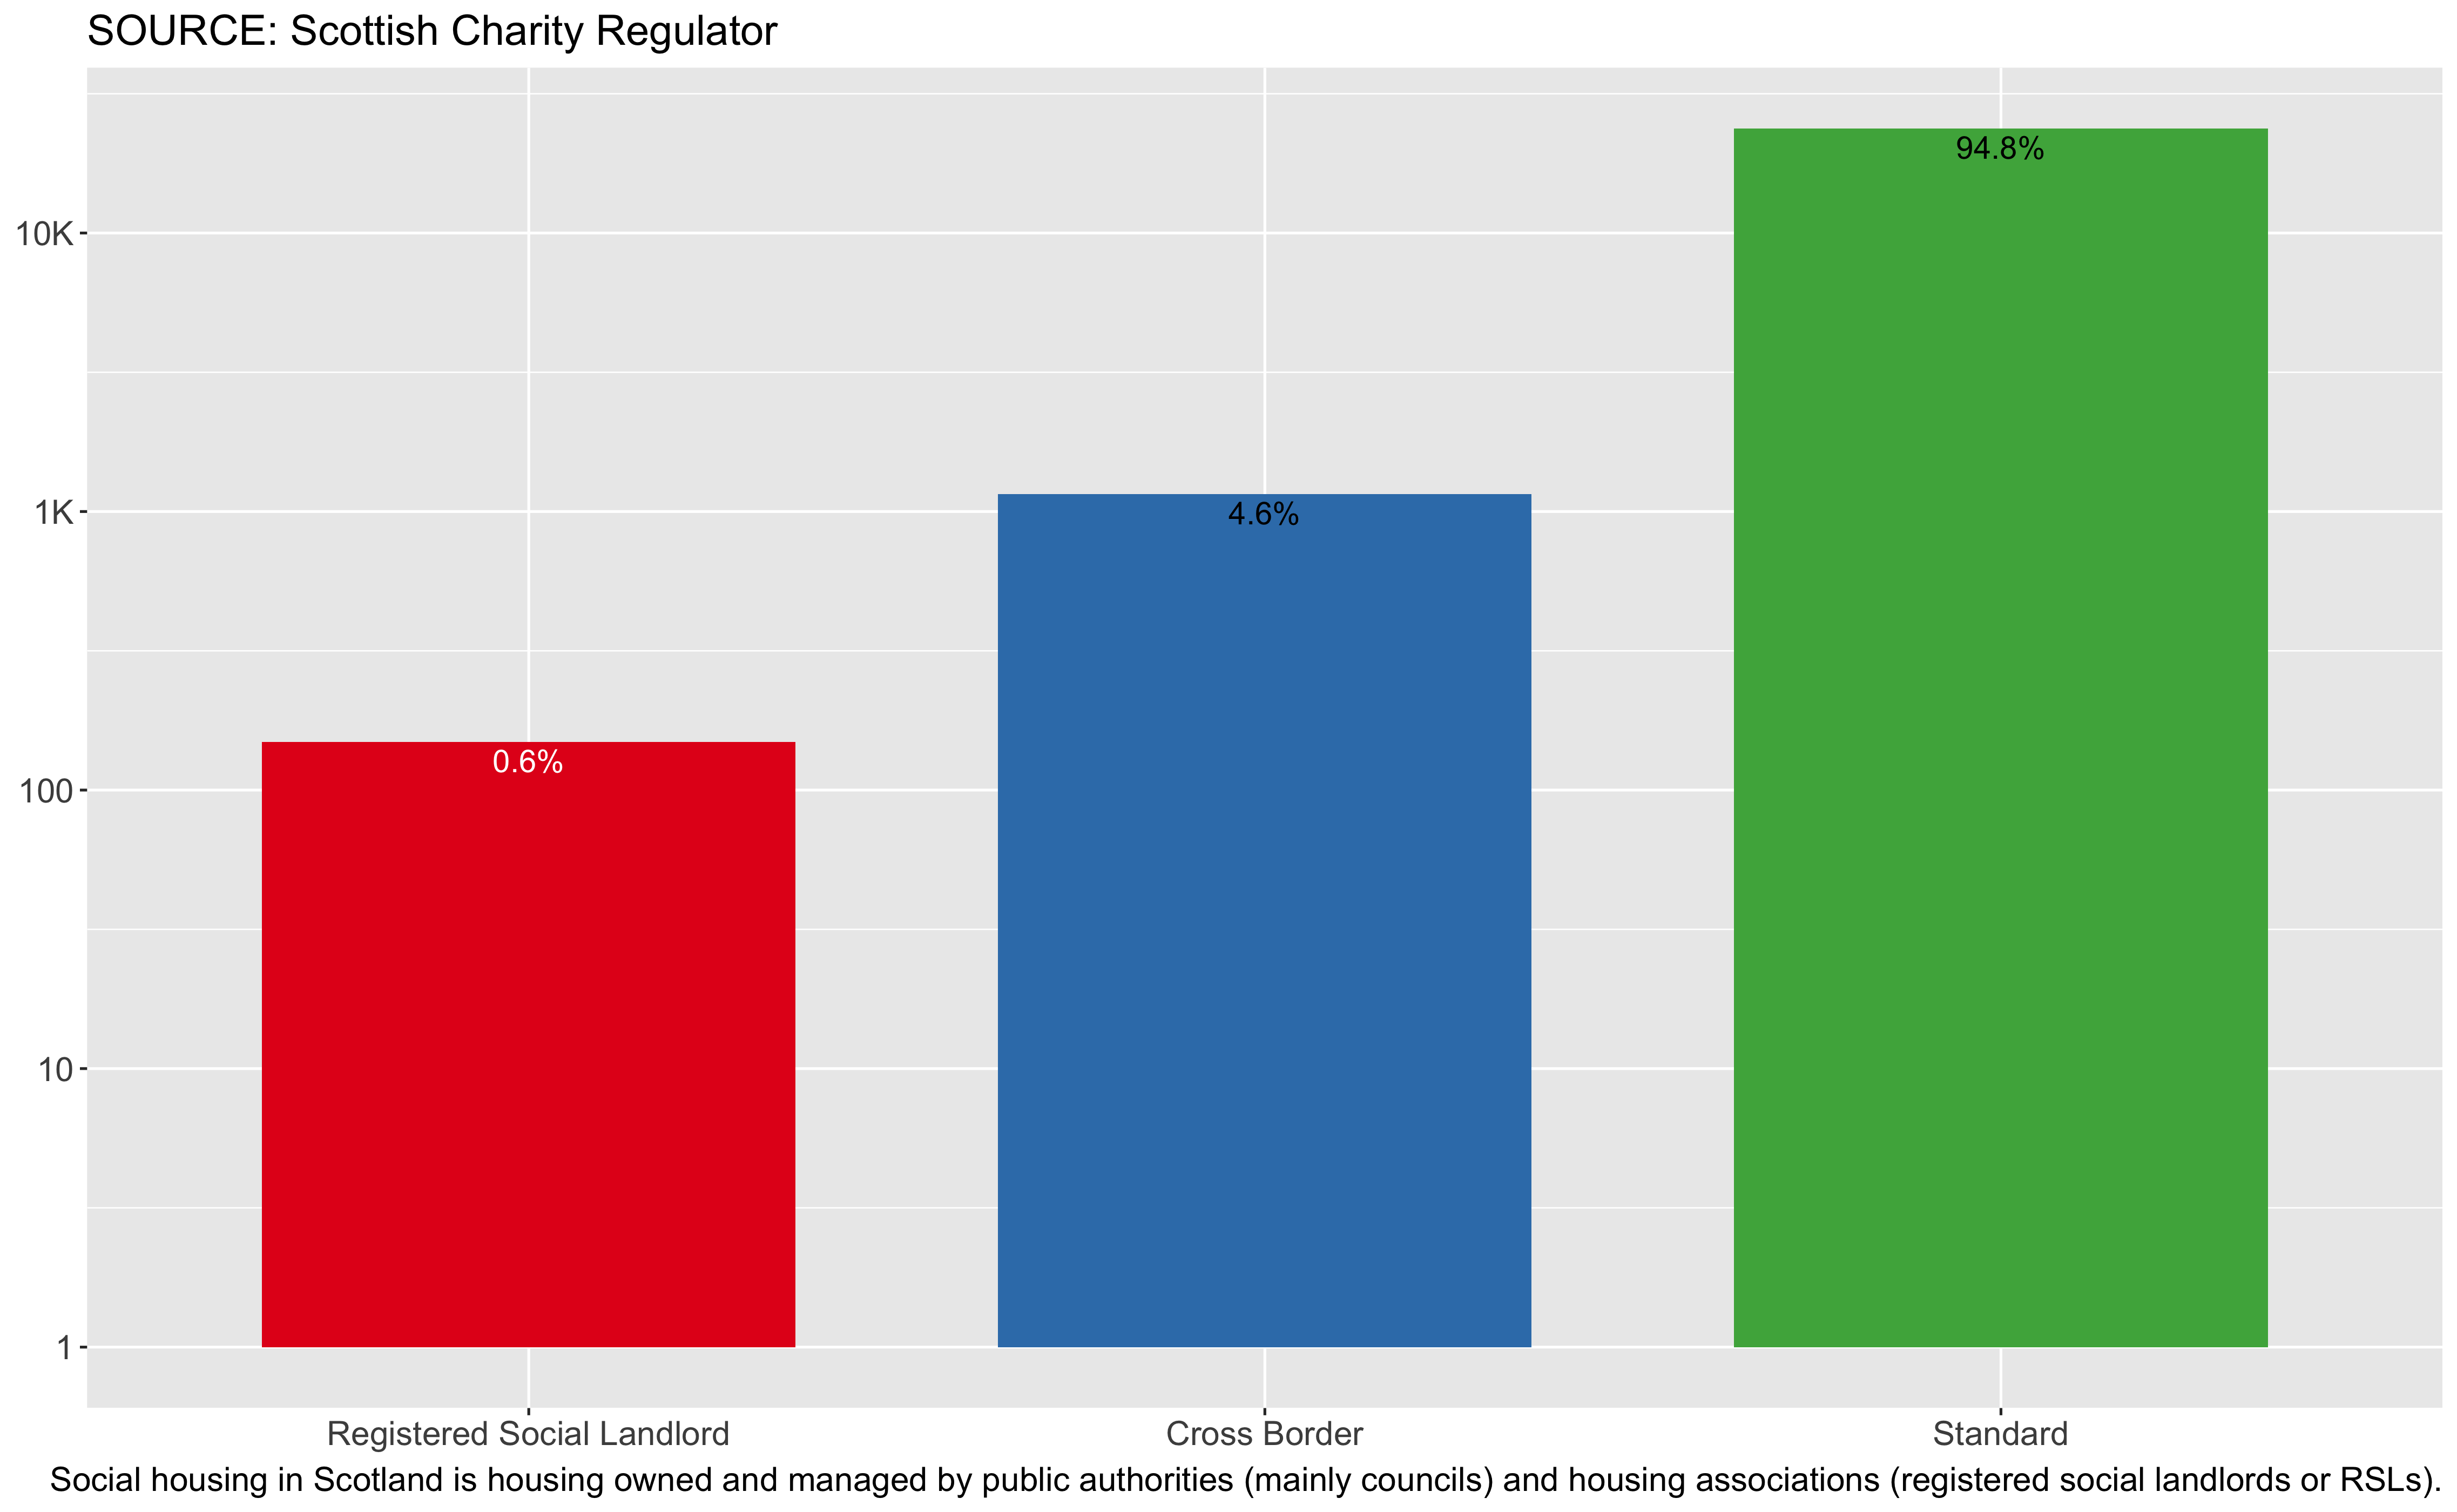 SOURCE: Scottish Charity Regulator
10K
1K
100
10
1
94.8%
4.6%
0.6%
Registered Social Landlord
Cross Border
Standard
Social housing in Scotland is housing owned and managed by public authorities (mainly councils) and housing associations (registered social landlords or RSLs).